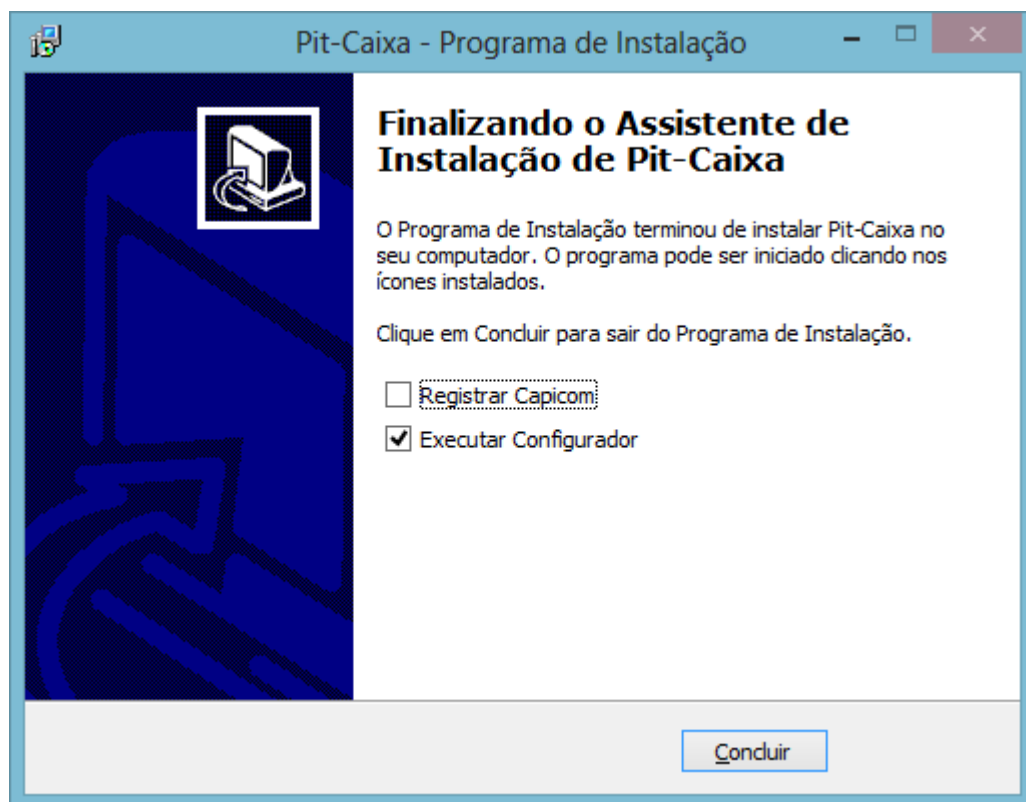 Pit-Caixa - Programa de Instalação
Finalizando o Assistente de
Instalação de Pit-Caixa
O Programa de Instalação terminou de instalar Pit-Caixa no
seu computador. O programa pode ser iniciado clicando nos
ícones instalados.
Clique em Concluir para sair do Programa de Instalação.
Registrar Capicom
Executar Configurador
Concluir